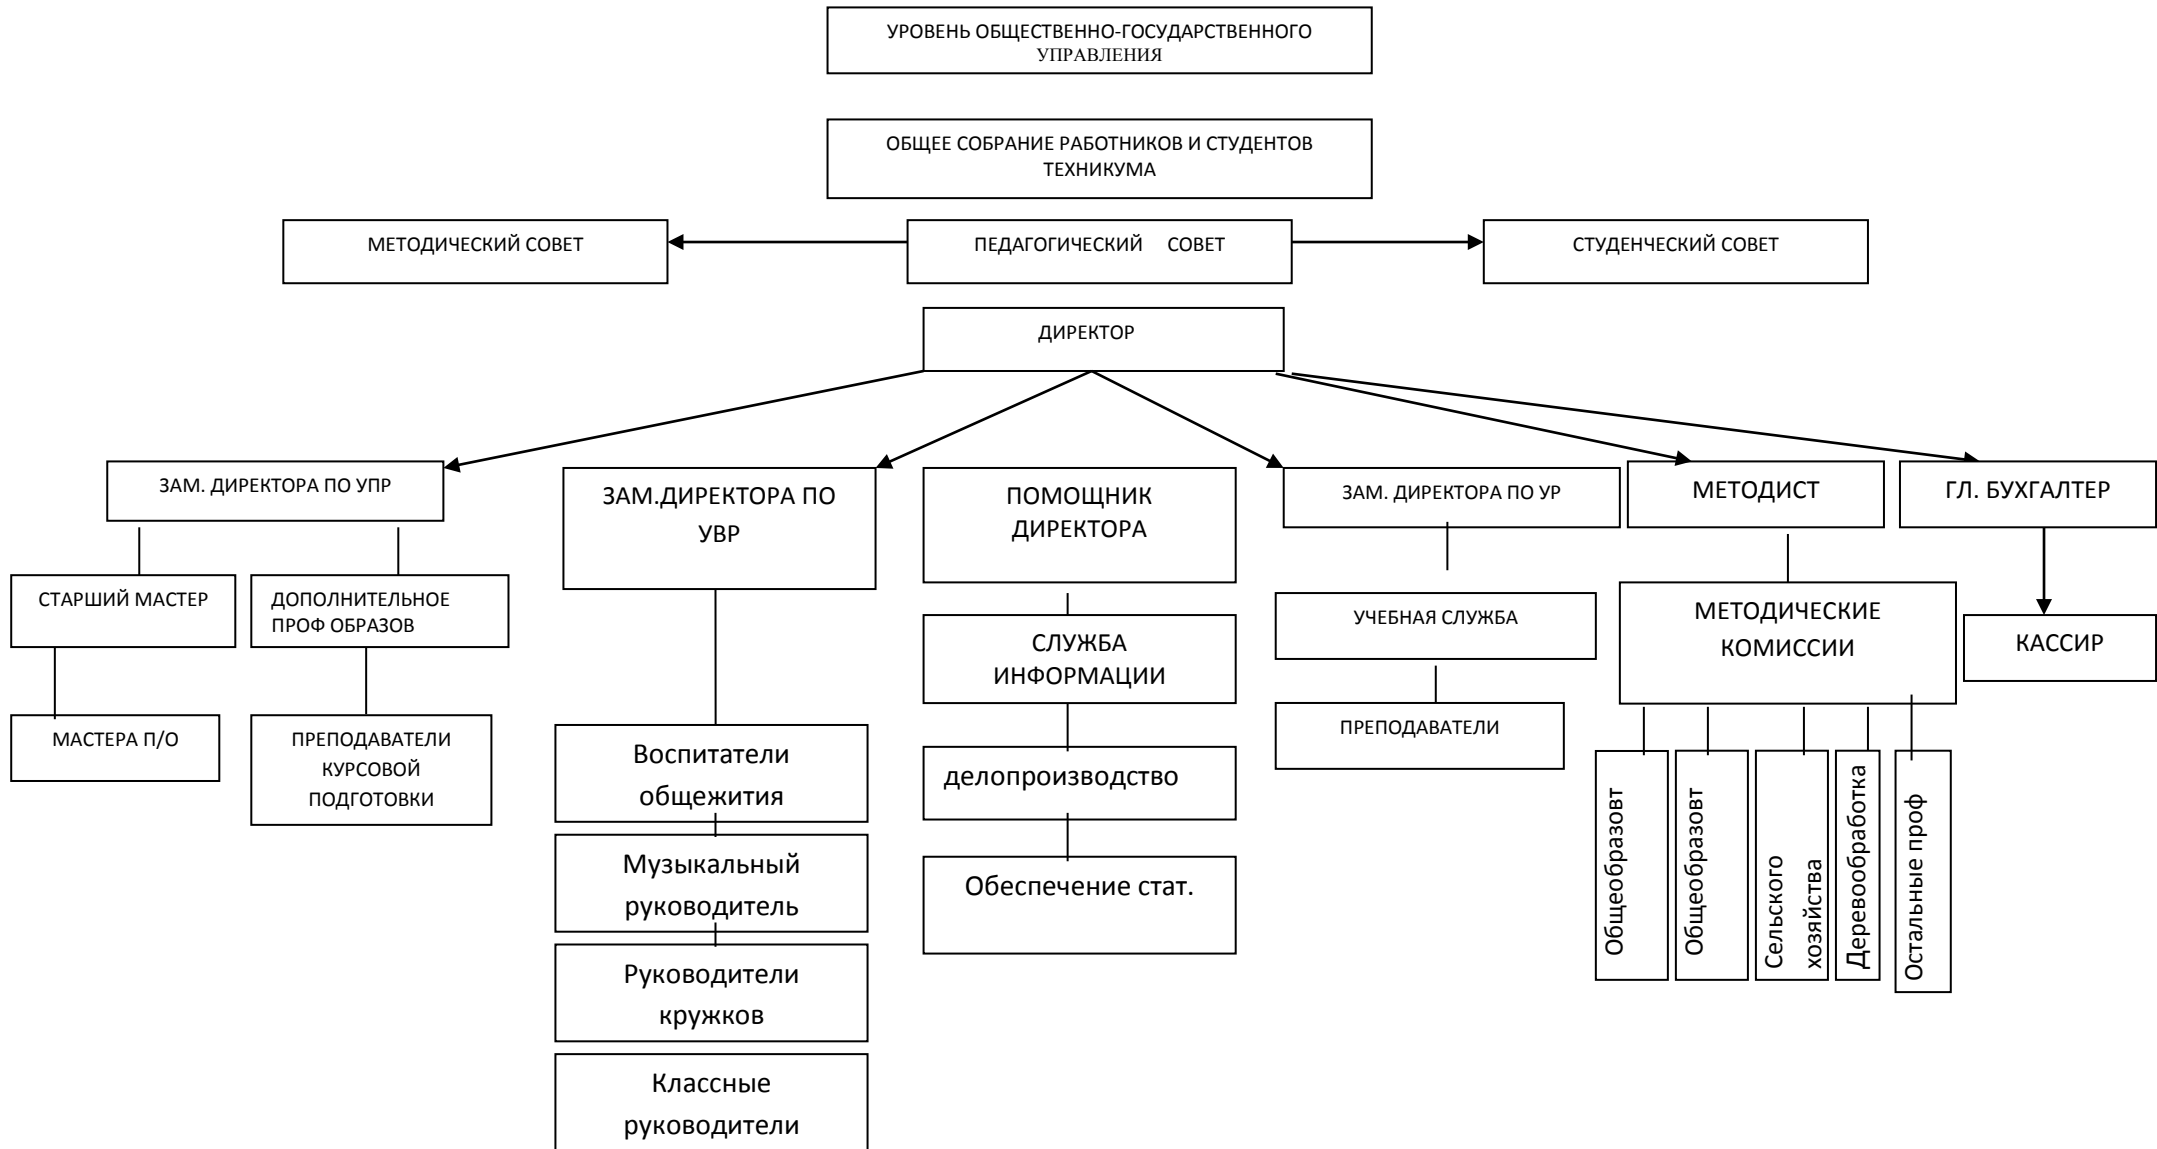 УРОВЕНЬ ОБЩЕСТВЕННО-ГОСУДАРСТВЕННОГО
УПРАВЛЕНИЯ
ОБЩЕЕ СОБРАНИЕ РАБОТНИКОВ И СТУДЕНТОВ
ТЕХНИКУМА
МЕТОДИЧЕСКИЙ СОВЕТ
ПЕДАГОГИЧЕСКИЙ СОВЕТ
СТУДЕНЧЕСКИЙ СОВЕТ
ДИРЕКТОР
ЗАМ. ДИРЕКТОРА ПО УПР
ЗАМ.ДИРЕКТОРА ПО
УВР
ПОМОЩНИК
ДИРЕКТОРА
ЗАМ. ДИРЕКТОРА ПО УР
МЕТОДИСТ
ГЛ. БУХГАЛТЕР
СТАРШИЙ МАСТЕР
ДОПОЛНИТЕЛЬНОЕ
ПРОФ ОБРАЗОВ
СЛУЖБА
ИНФОРМАЦИИ
УЧЕБНАЯ СЛУЖБА
МЕТОДИЧЕСКИЕ
КОМИССИИ
КАССИР
МАСТЕРА П/О
ПРЕПОДАВАТЕЛИ
КУРСОВОЙ
ПОДГОТОВКИ
Воспитатели
общежития
делопроизводство
ПРЕПОДАВАТЕЛИ
Общеобразовт
Общеобразовт
Сельского
хозяйства
Деревообработка
Остальные проф
Музыкальный
руководитель
Обеспечение стат.
Руководители
кружков
Классные
руководители